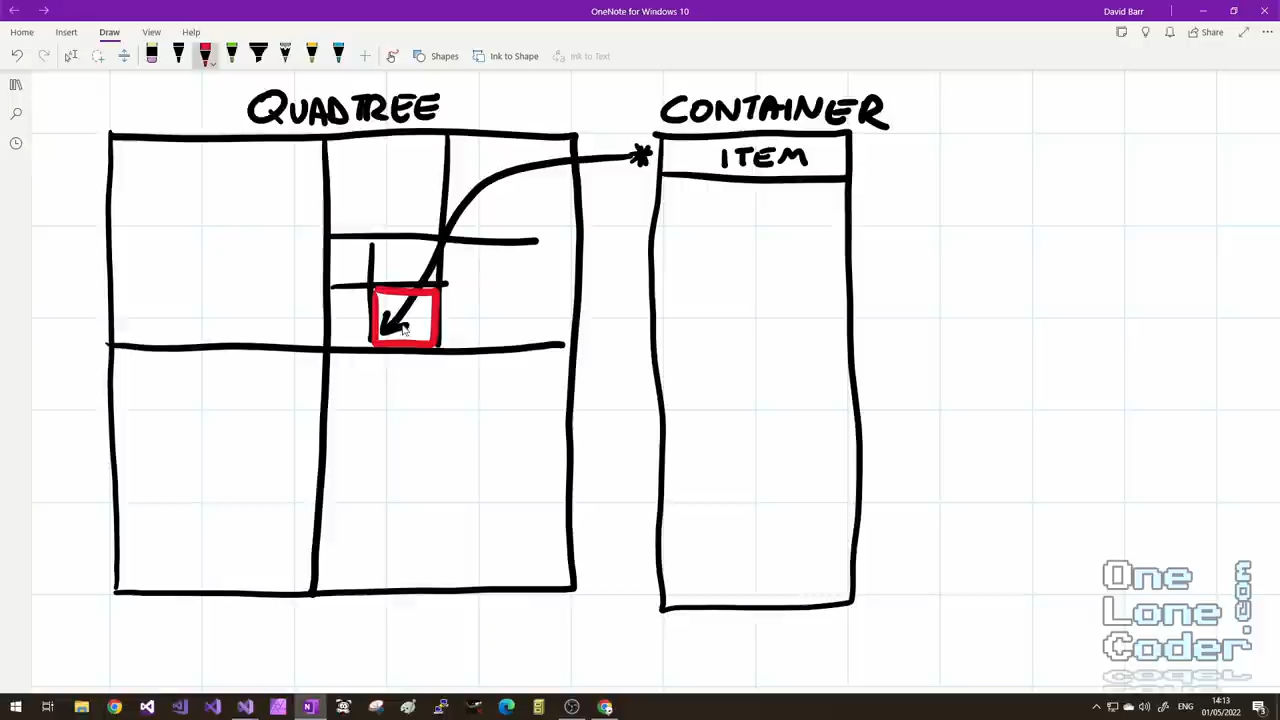 OneNote for Windows 10
David Barr
Home
Insert
Draw
View
Help
Shapes
Ink to Shape
Ink to Text
Share
QUADTREE
CONTAINER
ITEM
One
Lone
Coder
.com
ENG
14:13
01/05/2022